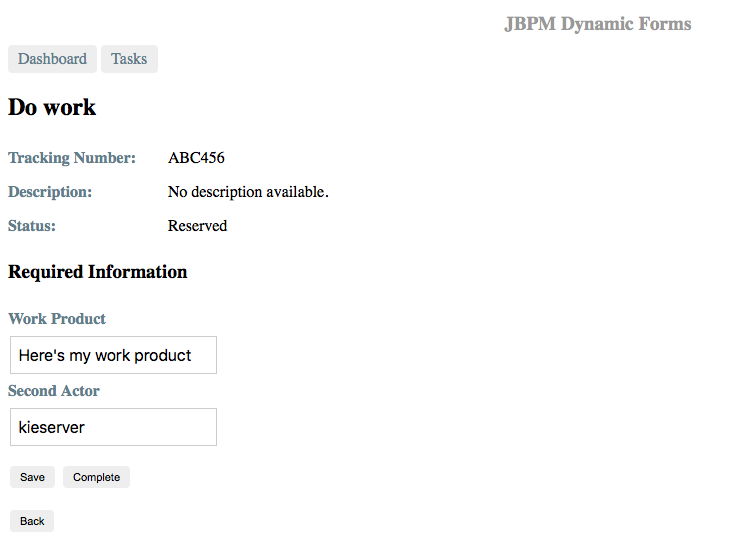 JBPM Dynamic Forms
Dashboard Tasks
Do work
Tracking Number: ABC456
Description: No description available.
Status: Reserved
Required Information
Work Product
Here's my work product
Second Actor
kieserver
Save Complete
Back